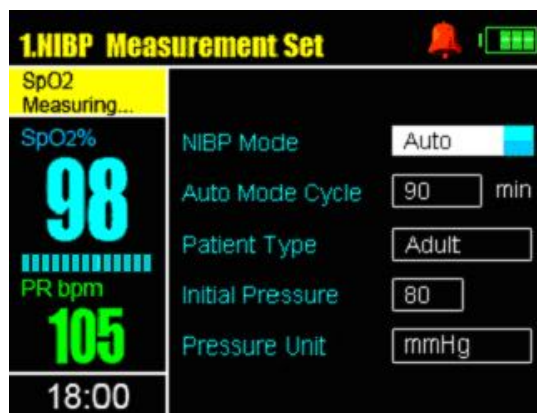 1.NIBP Measurement Set
SpO2
Measuring...
SpO2%
98
PR bpm
105
18:00
NIBP Mode Auto
Auto Mode Cycle 90 min
Patient Type Adult
Initial Pressure 80
Pressure Unit mmHg